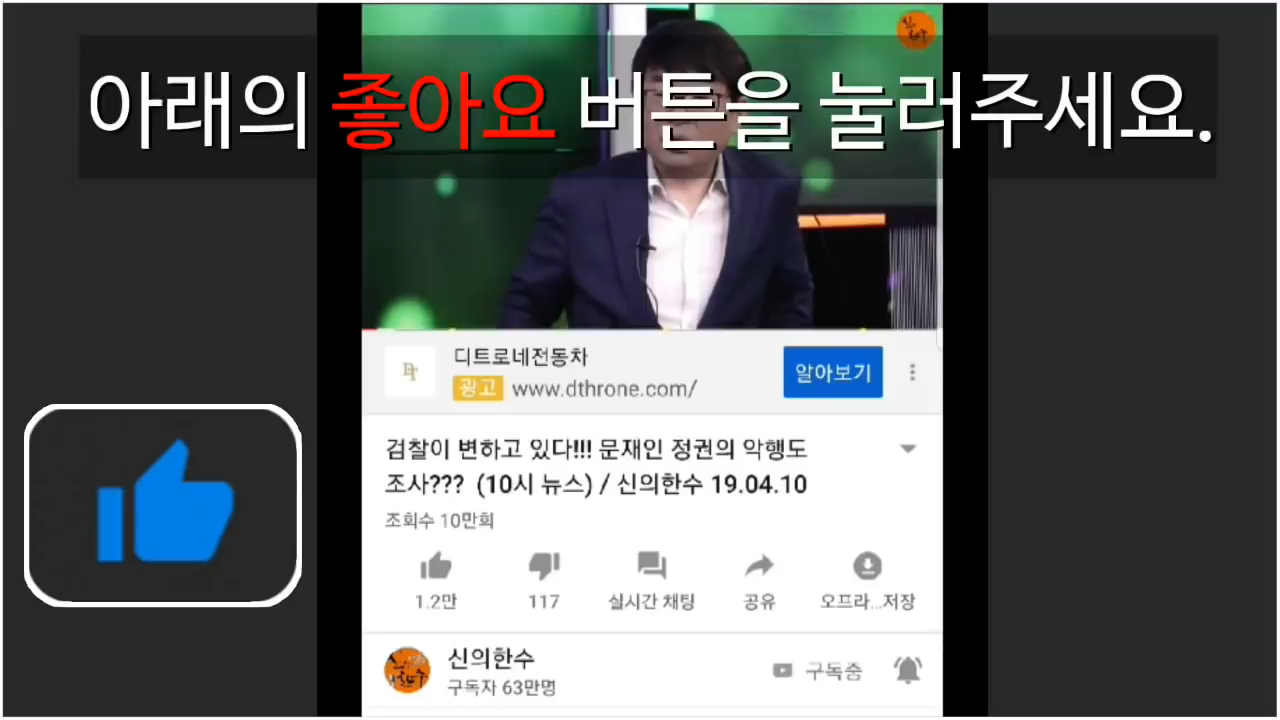 아래의 좋아요 버튼을 눌러주세요.
디트로네전동차
광고 www.dthrone.com/
알아보기
검찰이 변하고 있다!!! 문재인 정권의 악행도
조사??? (10시 뉴스) / 신의한수 19.04.10
조회수 10만회
1.2만 117 실시간 채팅 공유 오프라...저장
신의한수
구독자 63만명
구독중